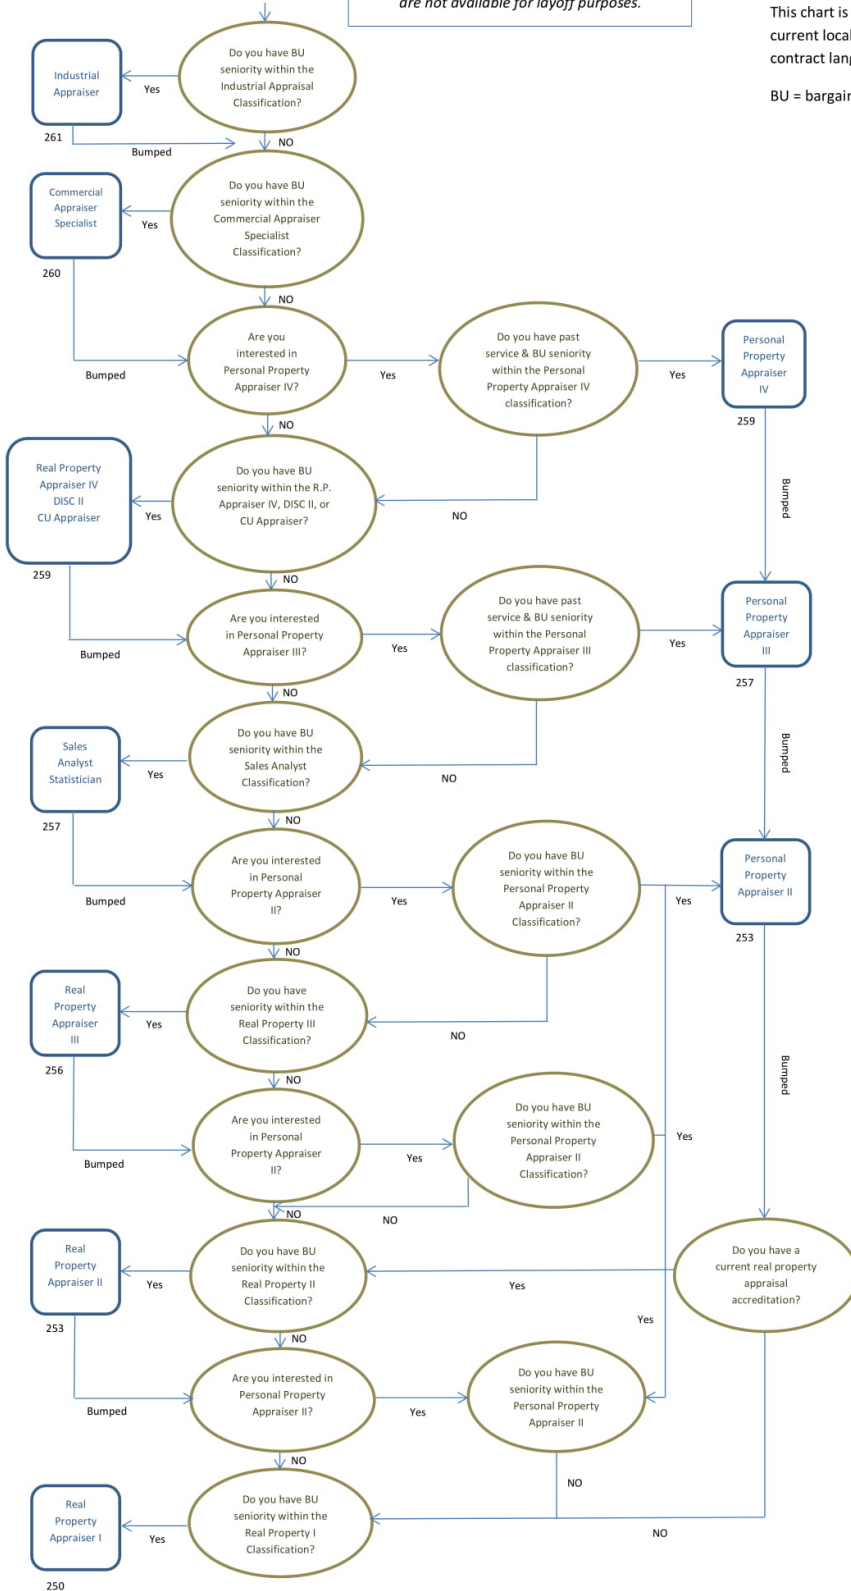 are not available for layoff purposes.
This chart is
current local
contract lang
BU = bargain
Do you have BU
seniority within the
Industrial Appraisal
Classification?
Industrial
Appraiser
Yes
261
Bumped
NO
Do you have BU
seniority within the
Commercial Appraiser
Specialist
Classification?
Commercial
Appraiser
Specialist
Yes
260
NO
Are you
interested in
Personal Property
Appraiser IV?
Bumped
Yes
Do you have past
service & BU seniority
within the Personal
Property Appraiser IV
classification?
Yes
Personal
Property
Appraiser
IV
259
NO
Do you have BU
seniority within the R.P.
Appraiser IV, DISC II, or
CU Appraiser?
Real Property
Appraiser IV
DISC II
CU Appraiser
Yes
NO
Bumped
259
NO
Are you interested
in Personal Property
Appraiser III?
Bumped
Yes
Do you have past
service & BU seniority
within the Personal
Property Appraiser III
classification?
Yes
Personal
Property
Appraiser
III
257
NO
Do you have BU
seniority within the
Sales Analyst
Classification?
Sales
Analyst
Statistician
Yes
NO
Bumped
257
NO
Are you interested
in Personal
Property Appraiser
II?
Bumped
Yes
Do you have BU
seniority within the
Personal Property
Appraiser II
Classification?
Yes
Personal
Property
Appraiser II
253
NO
Do you have
seniority within the
Real Property III
Classification?
Real
Property
Appraiser
III
Yes
NO
256
Bumped
NO
Are you interested
in Personal
Property Appraiser
II?
Bumped
Yes
Do you have BU
seniority within the
Personal Property
Appraiser II
Classification?
Yes
NO
NO
Do you have BU
seniority within the
Real Property II
Classification?
Real
Property
Appraiser II
Yes
Yes
Do you have a
current real property
appraisal
accreditation?
253
Yes
NO
Are you interested in
Personal Property
Appraiser II?
Bumped
Yes
Do you have BU
seniority within the
Personal Property
Appraiser II
NO
NO
Do you have BU
seniority within the
Real Property I
Classification?
Real
Property
Appraiser I
Yes
NO
250